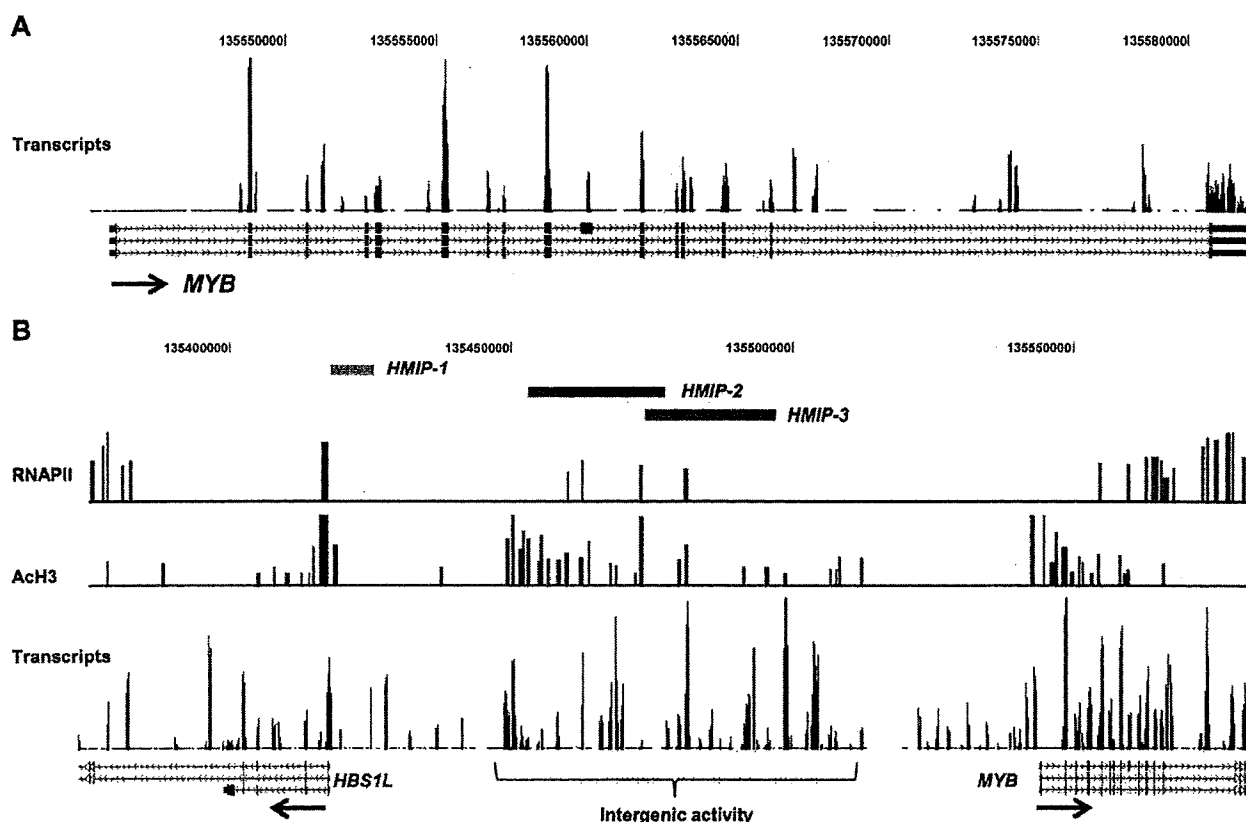 A
135550000 135555000 135560000 135565000 135570000 135575000 135580000
Transcripts
MYB
B
135400000 135450000 135500000 135550000
HMIP-1
HMIP-2
HMIP-3
RNAPII
AcH3
Transcripts
HBS1L
MYB
Intergenic activity